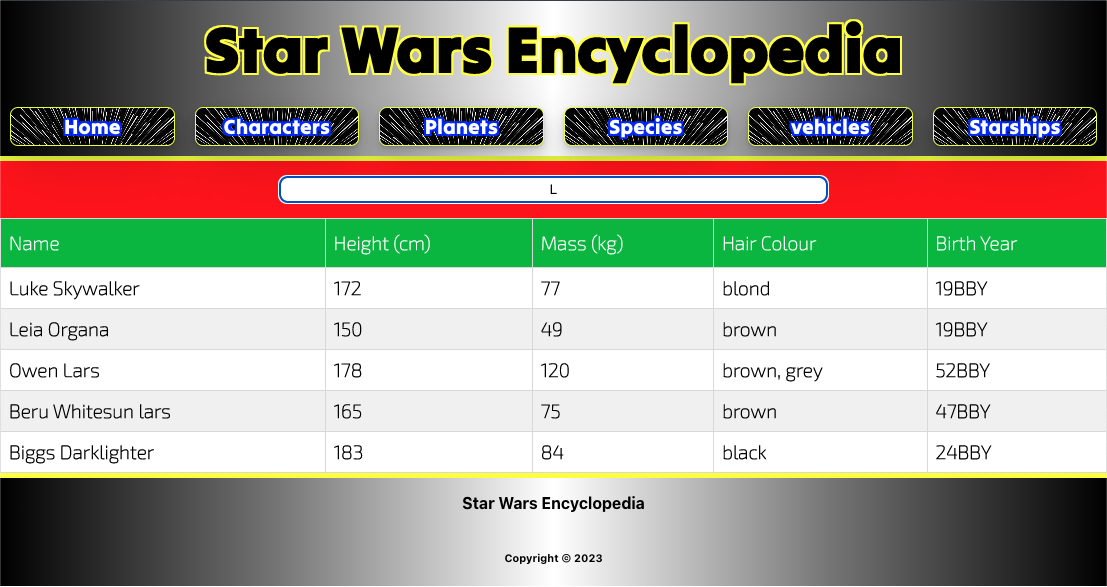 Star Wars Encyclopedia
Home Characters Planets Species vehicles Starships
L
Name Height (cm) Mass (kg) Hair Colour Birth Year
Luke Skywalker 172 77 blond 19BBY
Leia Organa 150 49 brown 19BBY
Owen Lars 178 120 brown, grey 52BBY
Beru Whitesun lars 165 75 brown 47BBY
Biggs Darklighter 183 84 black 24BBY
Star Wars Encyclopedia
Copyright © 2023